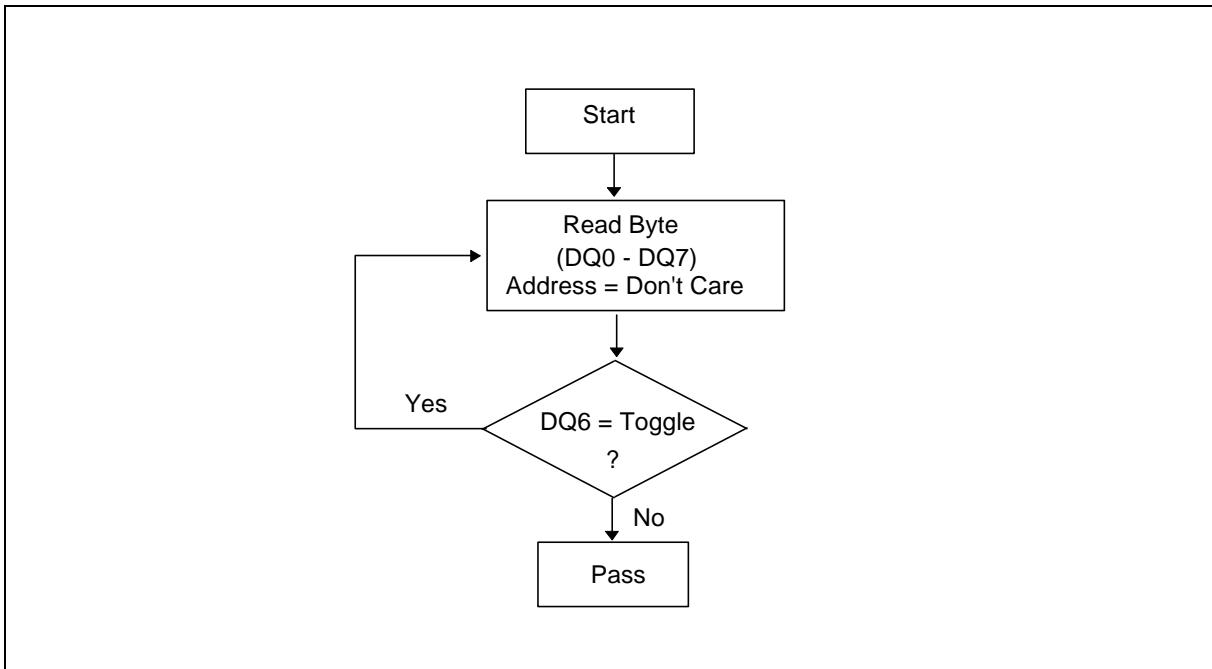 Start
Read Byte
(DQ0 - DQ7)
Address = Don't Care
Yes
DQ6 = Toggle
?
No
Pass